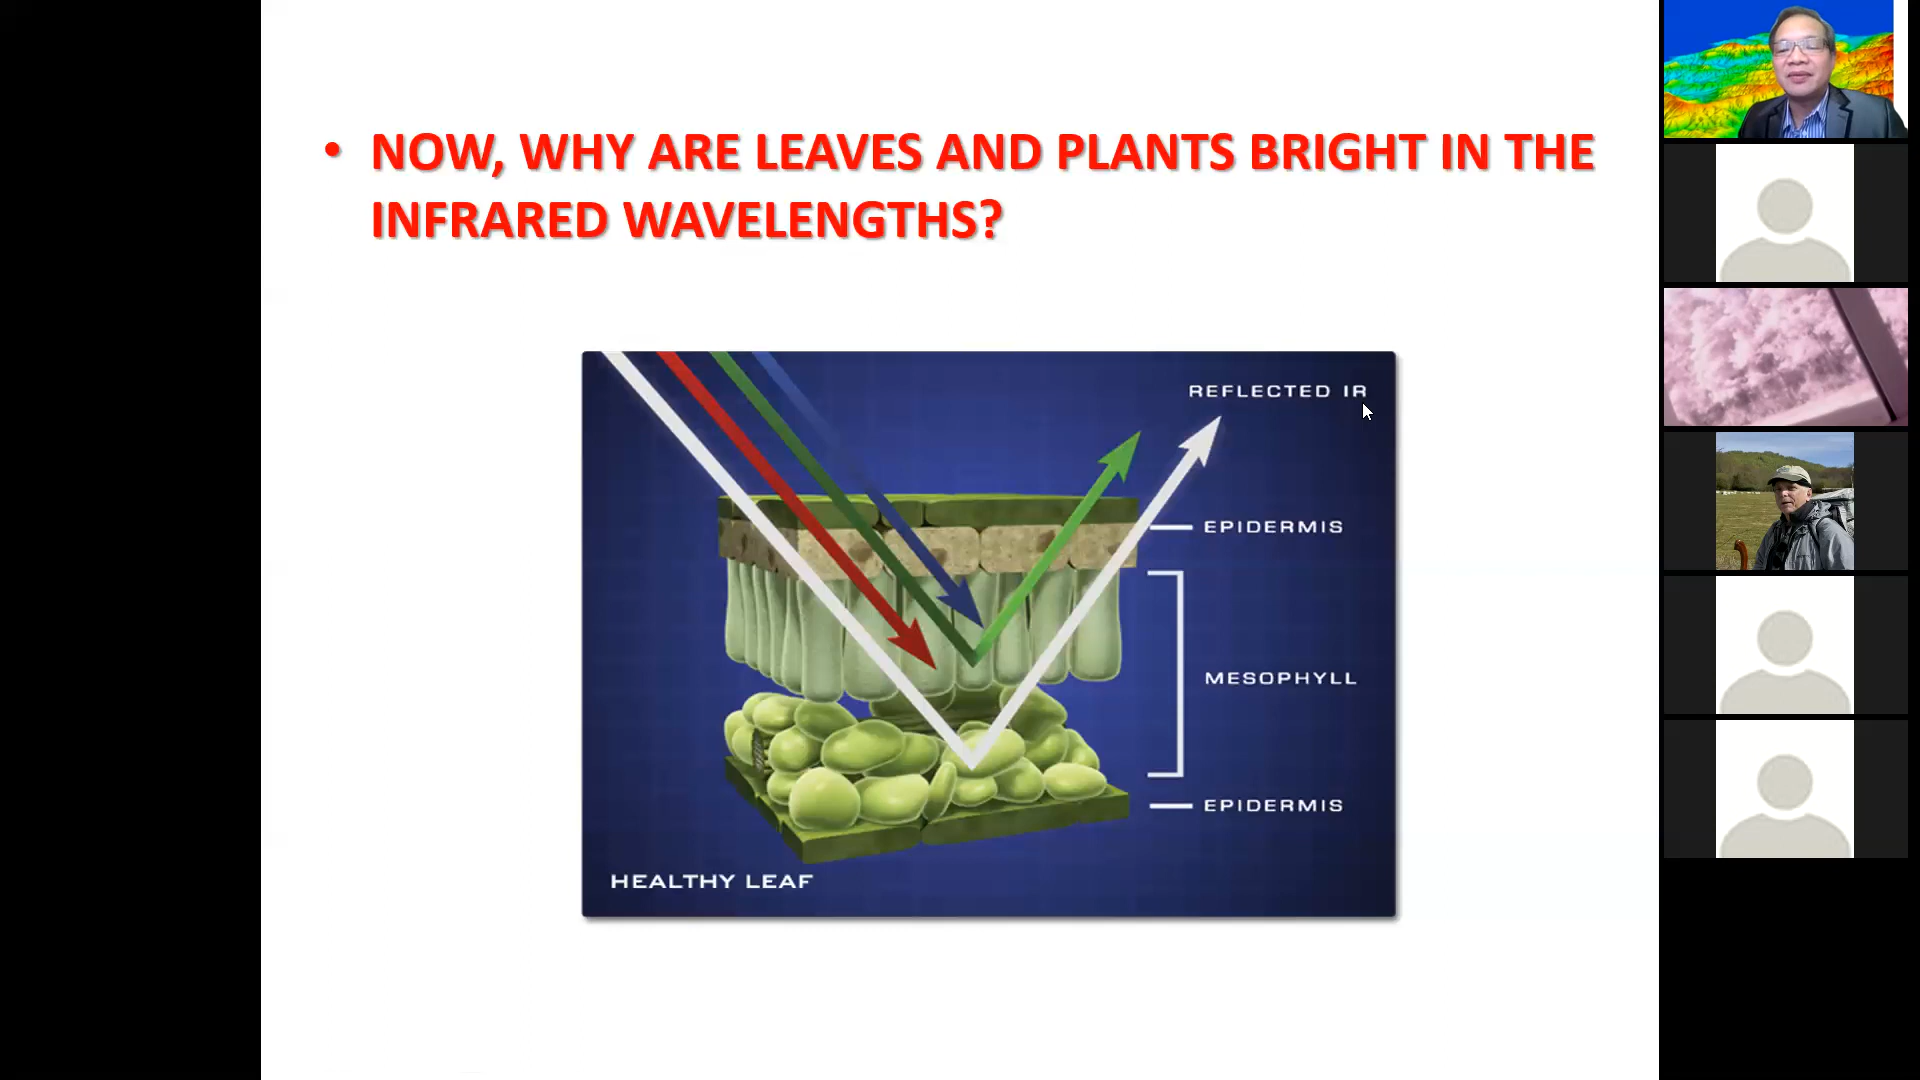 • NOW, WHY ARE LEAVES AND PLANTS BRIGHT IN THE
INFRARED WAVELENGTHS?
REFLECTED IR
EPIDERMIS
MESOPHYLL
EPIDERMIS
HEALTHY LEAF